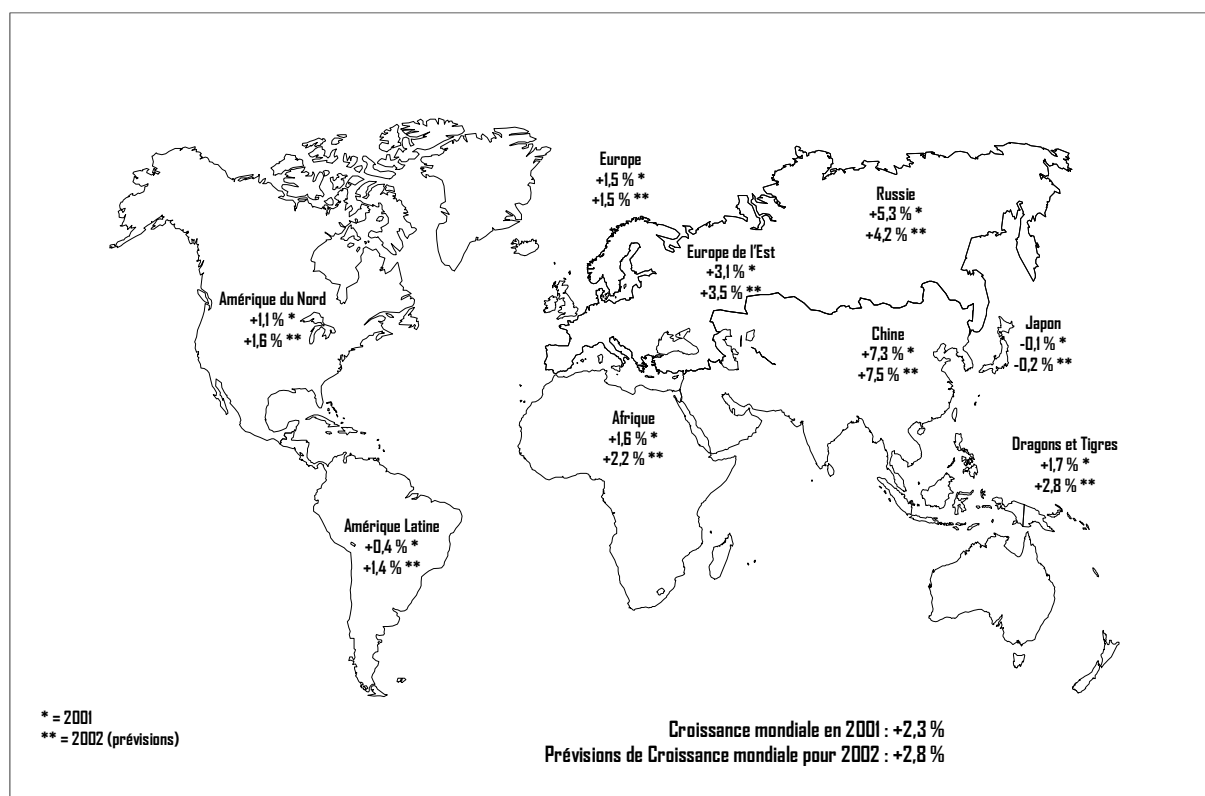 Europe
+1,5 % *
+1,5 % **
Russie
+5,3 % *
+4,2 % **
Europe de l'Est
+3,1 % *
+3,5 % **
Amérique du Nord
+1,1 % *
+1,6 % **
Chine
+7,3 % *
+7,5 % **
Japon
-0,1 % *
-0,2 % **
Afrique
+1,6 % *
+2,2 % **
Dragons et Tigres
+1,7 % *
+2,8 % **
Amérique Latine
+0,4 % *
+1,4 % **
* = 2001
** = 2002 (prévisions)
Croissance mondiale en 2001 : +2,3 %
Prévisions de Croissance mondiale pour 2002 : +2,8 %